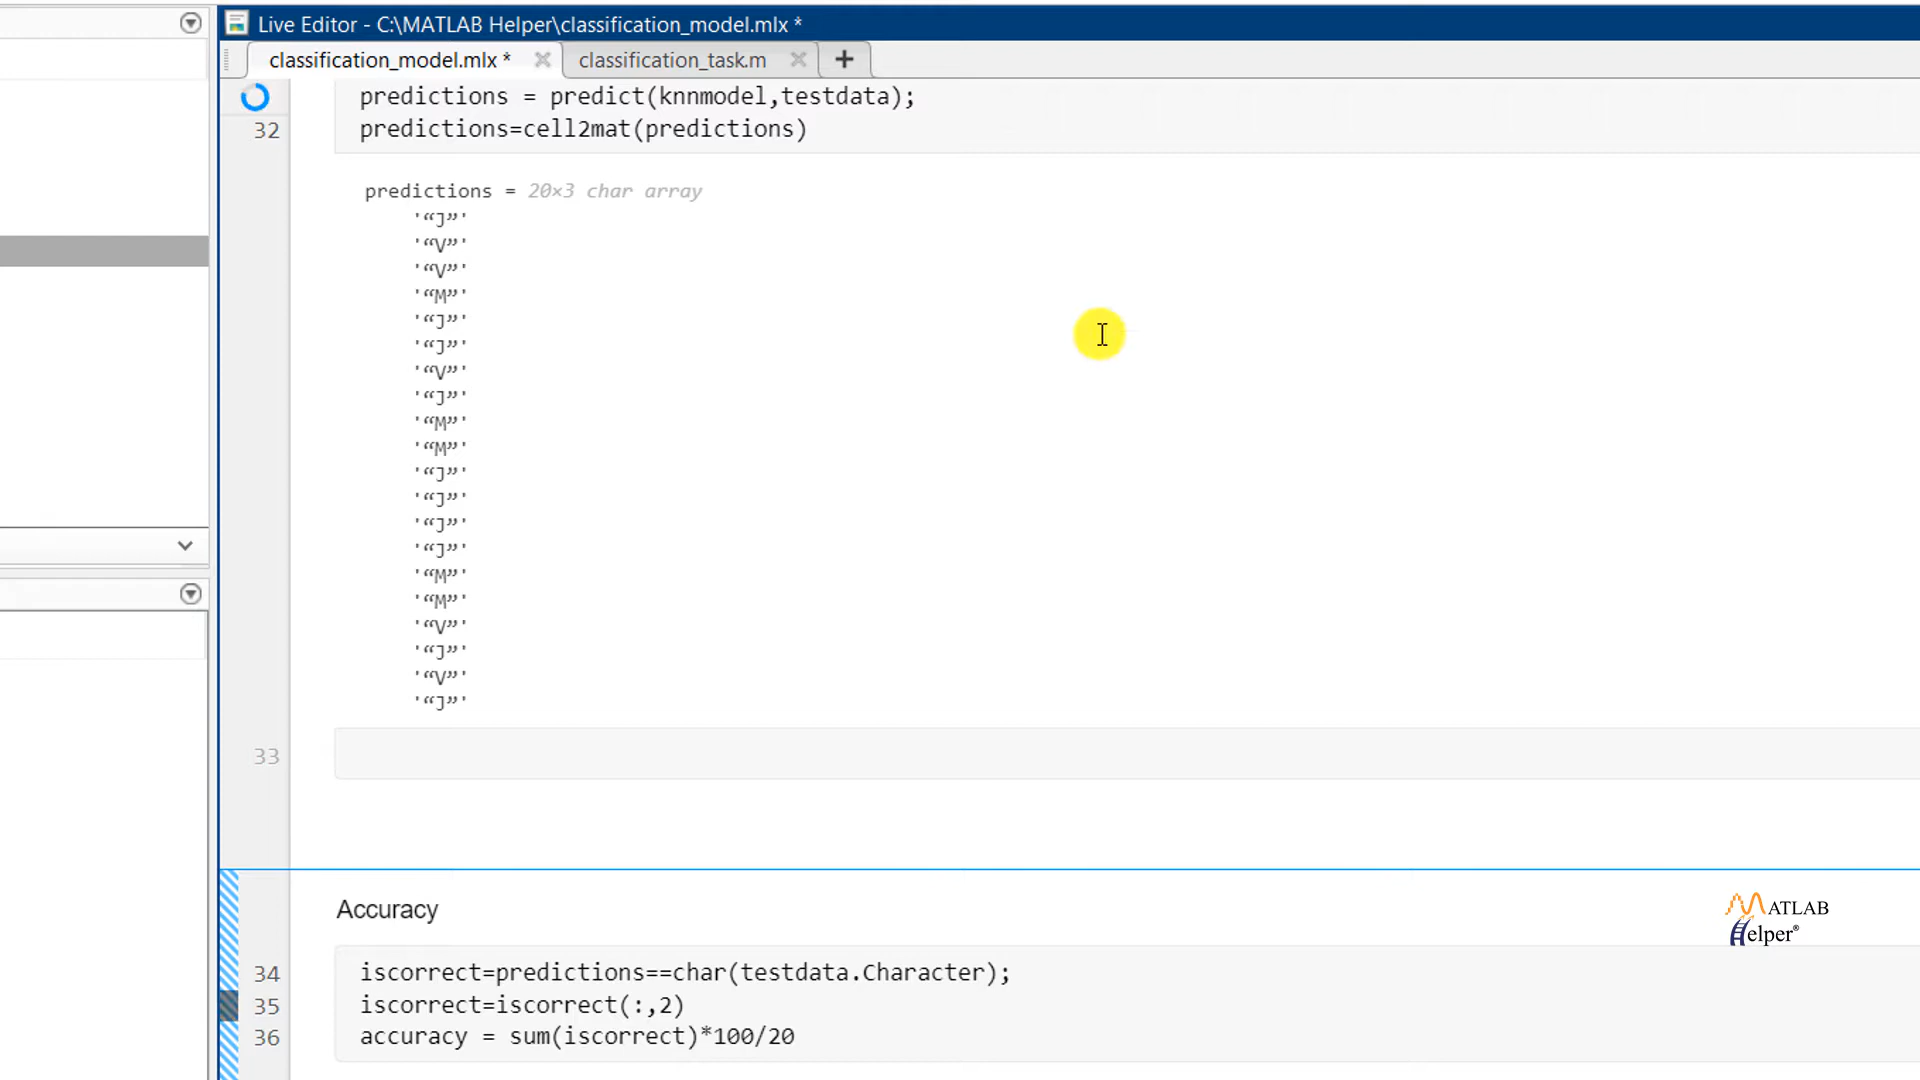 Live Editor - C:\MATLAB Helper\classification_model.mlx *
classification_model.mlx *
classification_task.m
predictions = predict(knnmodel,testdata);
32
predictions=cell2mat(predictions)
predictions = 20×3 char array
'“J”'
'“V”'
'“V”'
'“M”'
'“J”'
'“J”'
'“V”'
'“J”'
'“M”'
'“M”'
'“J”'
'“J”'
'“J”'
'“J”'
'“M”'
'“M”'
'“V”'
'“J”'
'“V”'
'“J”'
33
Accuracy
MATLAB
Helper®
34 iscorrect=predictions==char(testdata.Character);
35 iscorrect=iscorrect(:,2)
36 accuracy = sum(iscorrect)*100/20